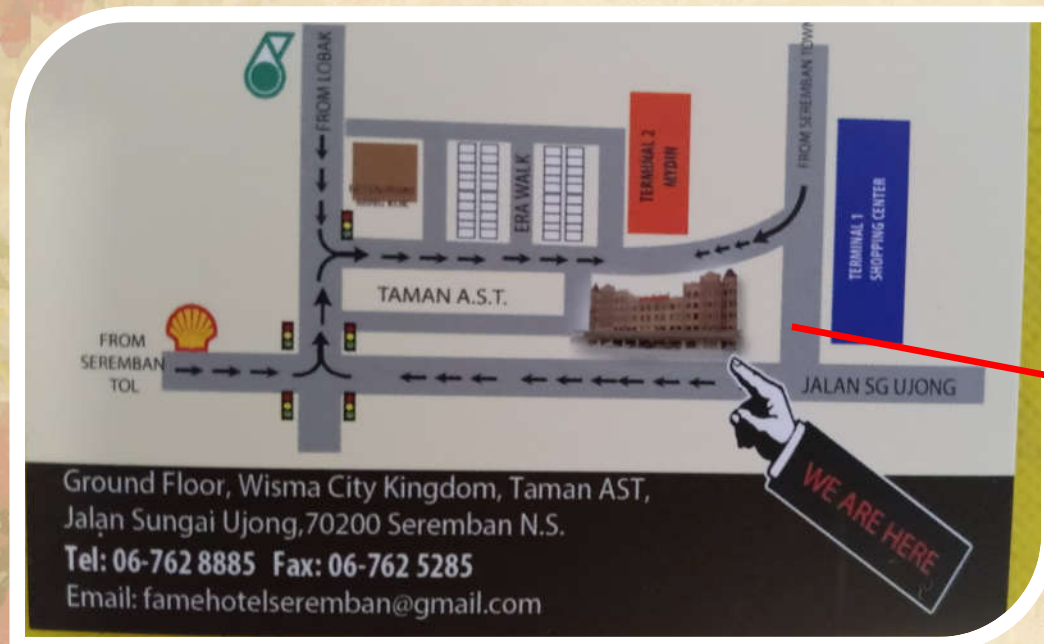 FROM LOBAK
FROM SEREMBAN TOWN
TERMINAL 2
MYDIN
ERA WALK
TERMINAL 1
SHOPPING CENTER
TAMAN A.S.T.
FROM
SEREMBAN
TOL
JALAN SG UJONG
WE ARE HERE
Ground Floor, Wisma City Kingdom, Taman AST,
Jalan Sungai Ujong,70200 Seremban N.S.
Tel: 06-762 8885 Fax: 06-762 5285
Email: famehotelseremban@gmail.com